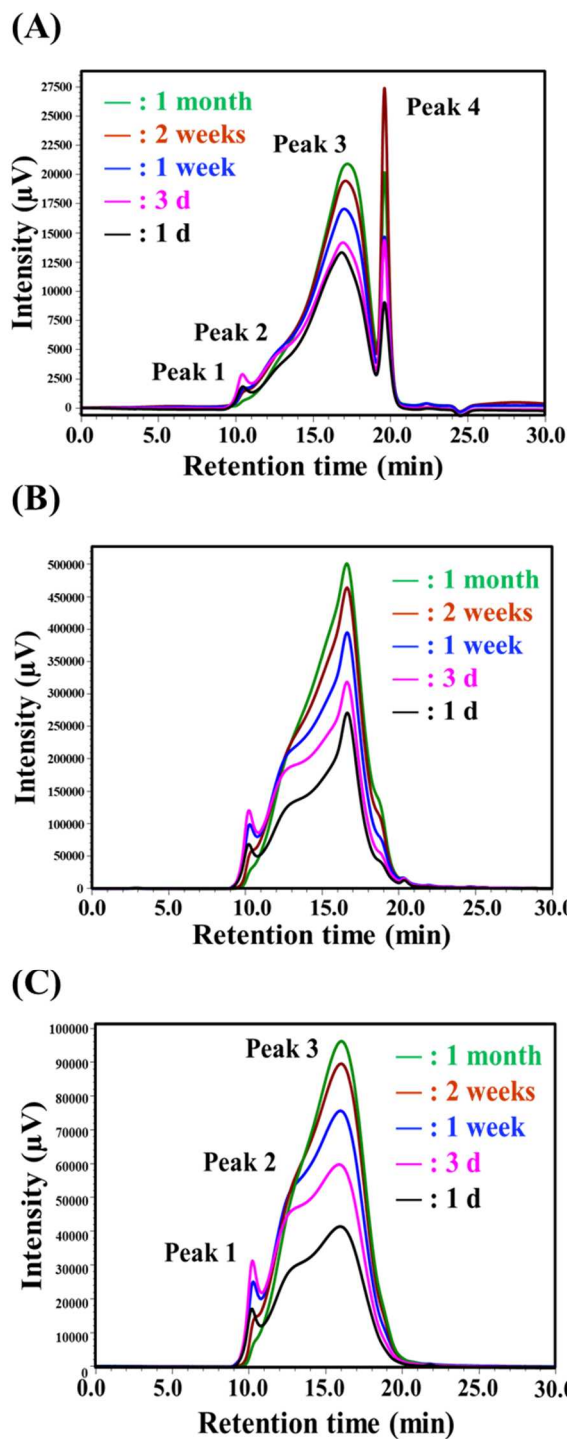 (A)
27500
25000
22500
20000
17500
15000
12500
10000
7500
5000
2500
0
Intensity (µV)
– : 1 month
– : 2 weeks
– : 1 week
– : 3 d
– : 1 d
Peak 1
Peak 2
Peak 3
Peak 4
0.0 5.0 10.0 15.0 20.0 25.0 30.0
Retention time (min)
(B)
500000
450000
400000
350000
300000
250000
200000
150000
100000
50000
0
Intensity (µV)
– : 1 month
– : 2 weeks
– : 1 week
– : 3 d
– : 1 d
0.0 5.0 10.0 15.0 20.0 25.0 30.0
Retention time (min)
(C)
100000
90000
80000
70000
60000
50000
40000
30000
20000
10000
0
Intensity (µV)
Peak 1
Peak 2
Peak 3
– : 1 month
– : 2 weeks
– : 1 week
– : 3 d
– : 1 d
0.0 5.0 10.0 15.0 20.0 25.0 30.0
Retention time (min)